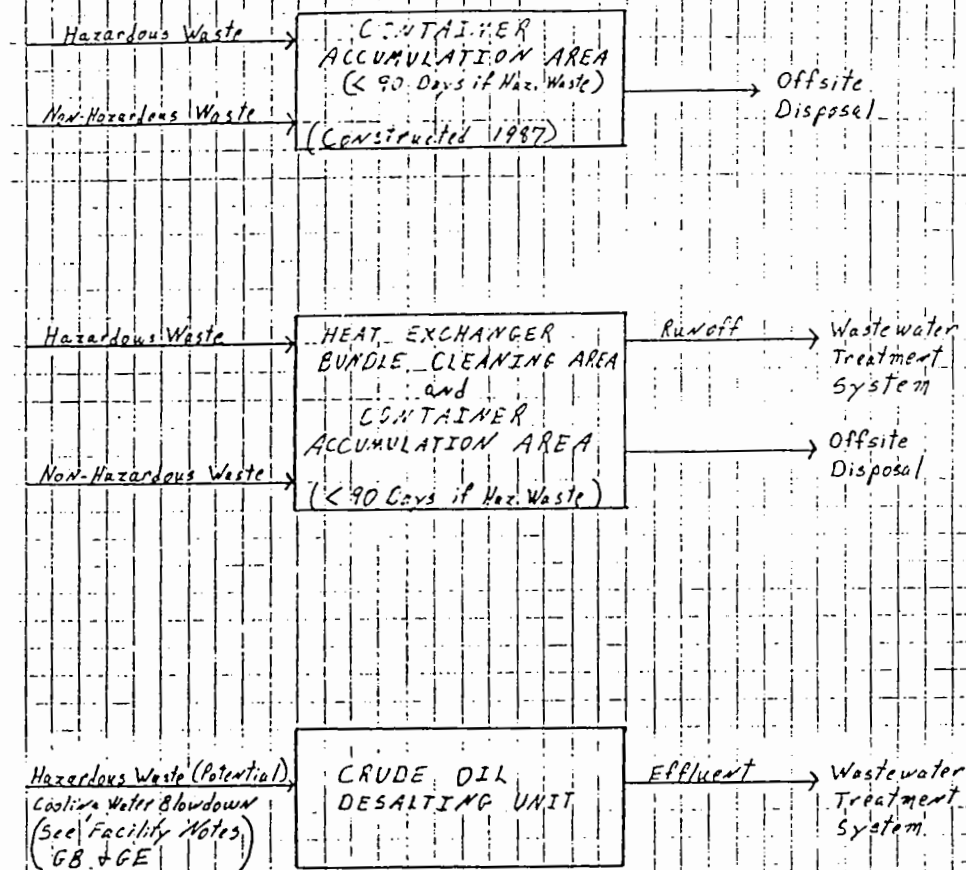 Hazardous Waste
CONTAINER
ACCUMULATION AREA
(< 90 Days if Haz. Waste)
Non-Hazardous Waste
(Constructed 1987)
Offsite
Disposal
Hazardous Waste
HEAT EXCHANGER
BUNDLE CLEANING AREA
and
CONTAINER
ACCUMULATION AREA
Non-Hazardous Waste
(< 90 Days if Haz. Waste)
Runoff
Wastewater
Treatment
System
Offsite
Disposal
Hazardous Waste (Potential)
Cooling Water Blowdown
(See Facility Notes
GB & GE)
CRUDE OIL
DESALTING UNIT
Effluent
Wastewater
Treatment
System